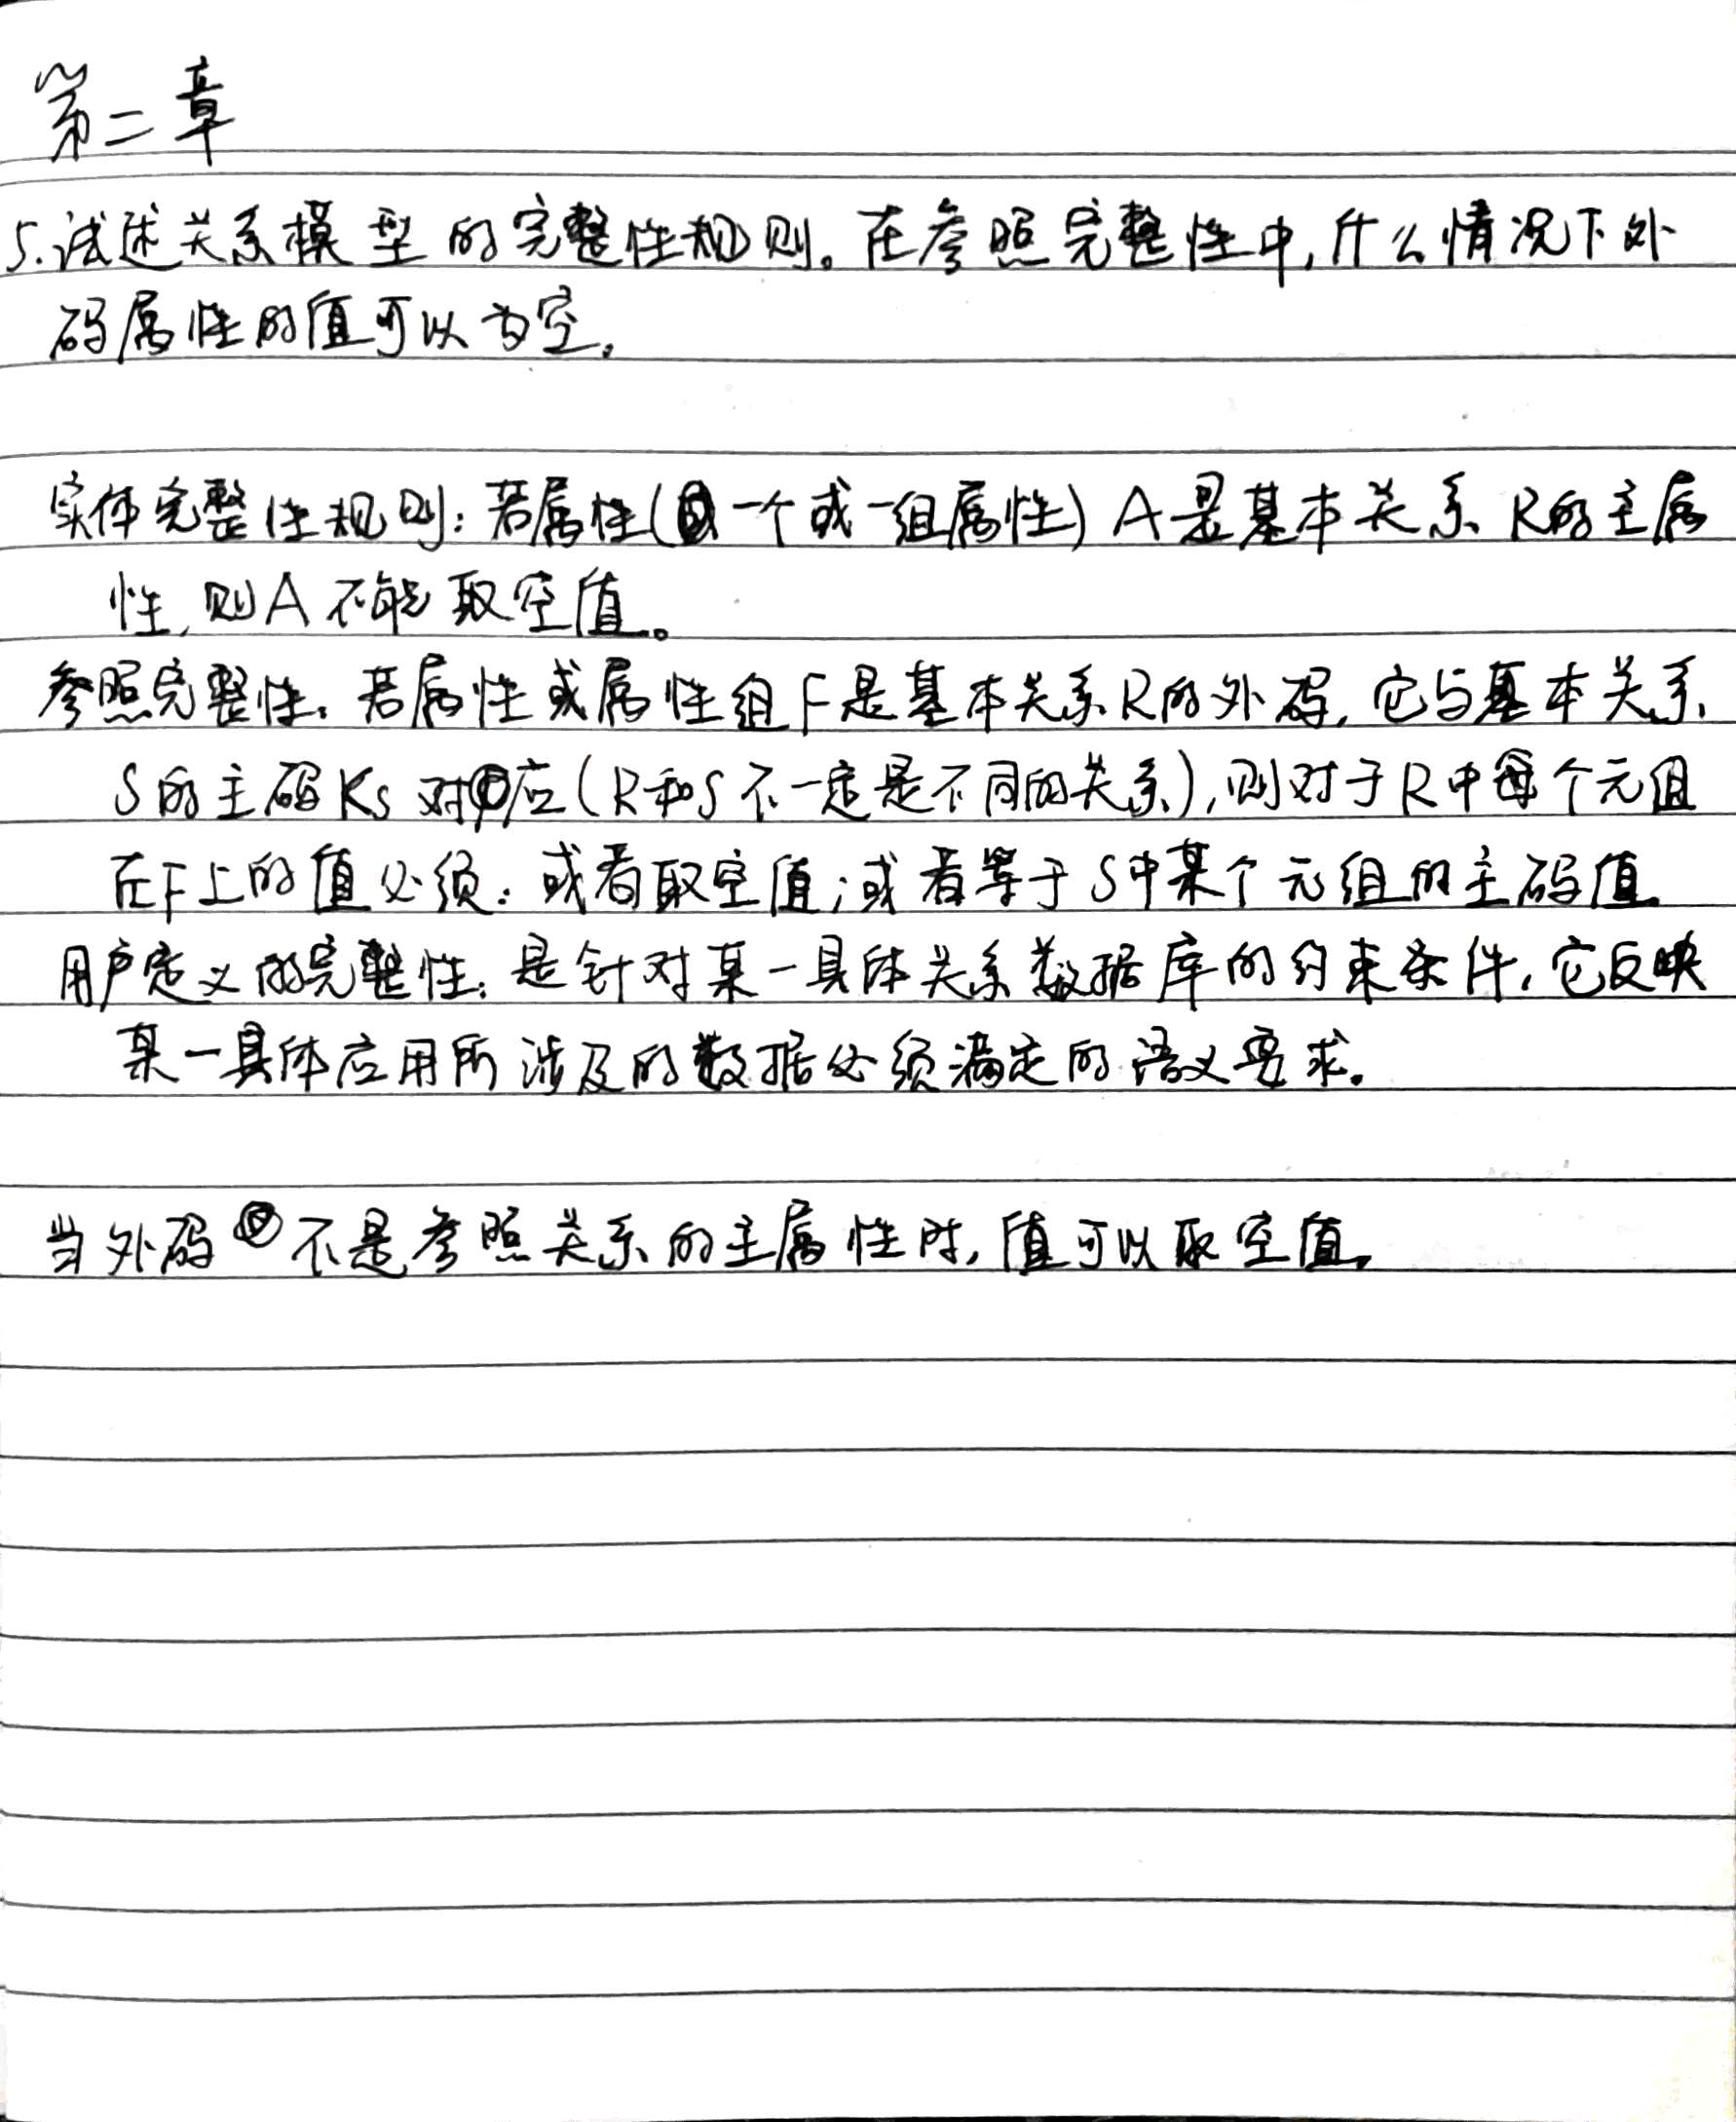 第二章
5.试述关系模型的完整性规则。在参照完整性中,什么情况下外
码属性的值可以为空。
实体完整性规则:若属性(一个或一组属性)A是基本关系R的主属
性,则A不能取空值。
参照完整性:若属性或属性组F是基本关系R的外码,它与基本关系
S的主码Ks对应(R和S不一定是不同的关系),则对于R中每个元组
在F上的值必须:或者取空值;或者等于S中某个元组的主码值。
用户定义的完整性:是针对某一具体关系数据库的约束条件,它反映
某一具体应用所涉及的数据必须满足的语义要求。
当外码不是参照关系的主属性时,值可以取空值。